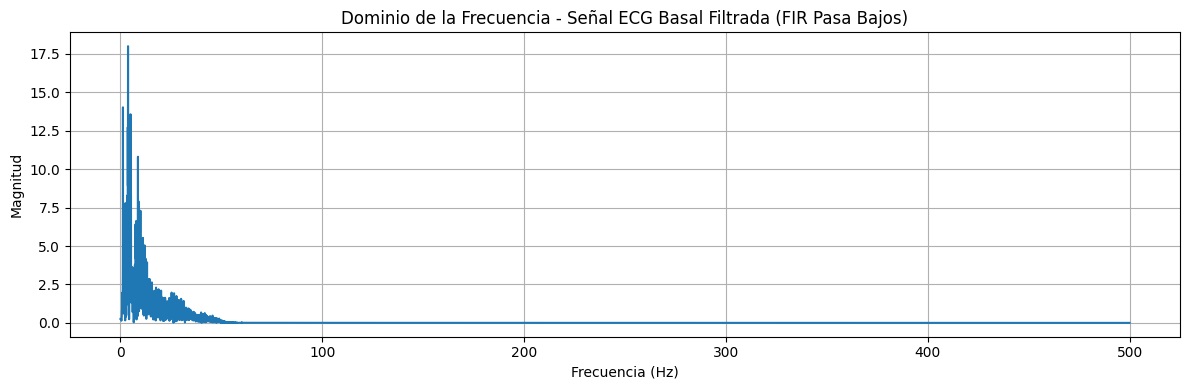 Dominio de la Frecuencia - Señal ECG Basal Filtrada (FIR Pasa Bajos)
17.5
15.0
12.5
10.0
7.5
5.0
2.5
0.0
Magnitud
0 100 200 300 400 500
Frecuencia (Hz)